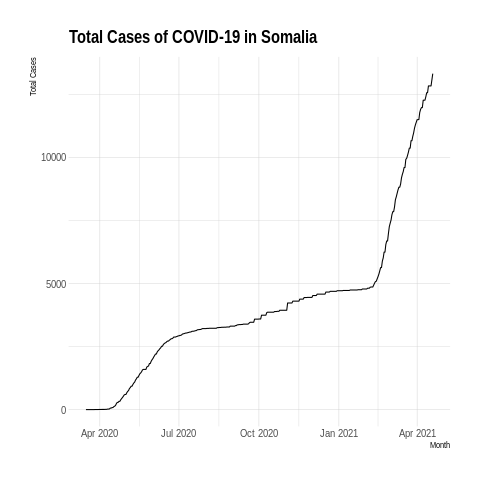 Total Cases of COVID-19 in Somalia
Total Cases
10000
5000
0
Apr 2020 Jul 2020 Oct 2020 Jan 2021 Apr 2021
Month